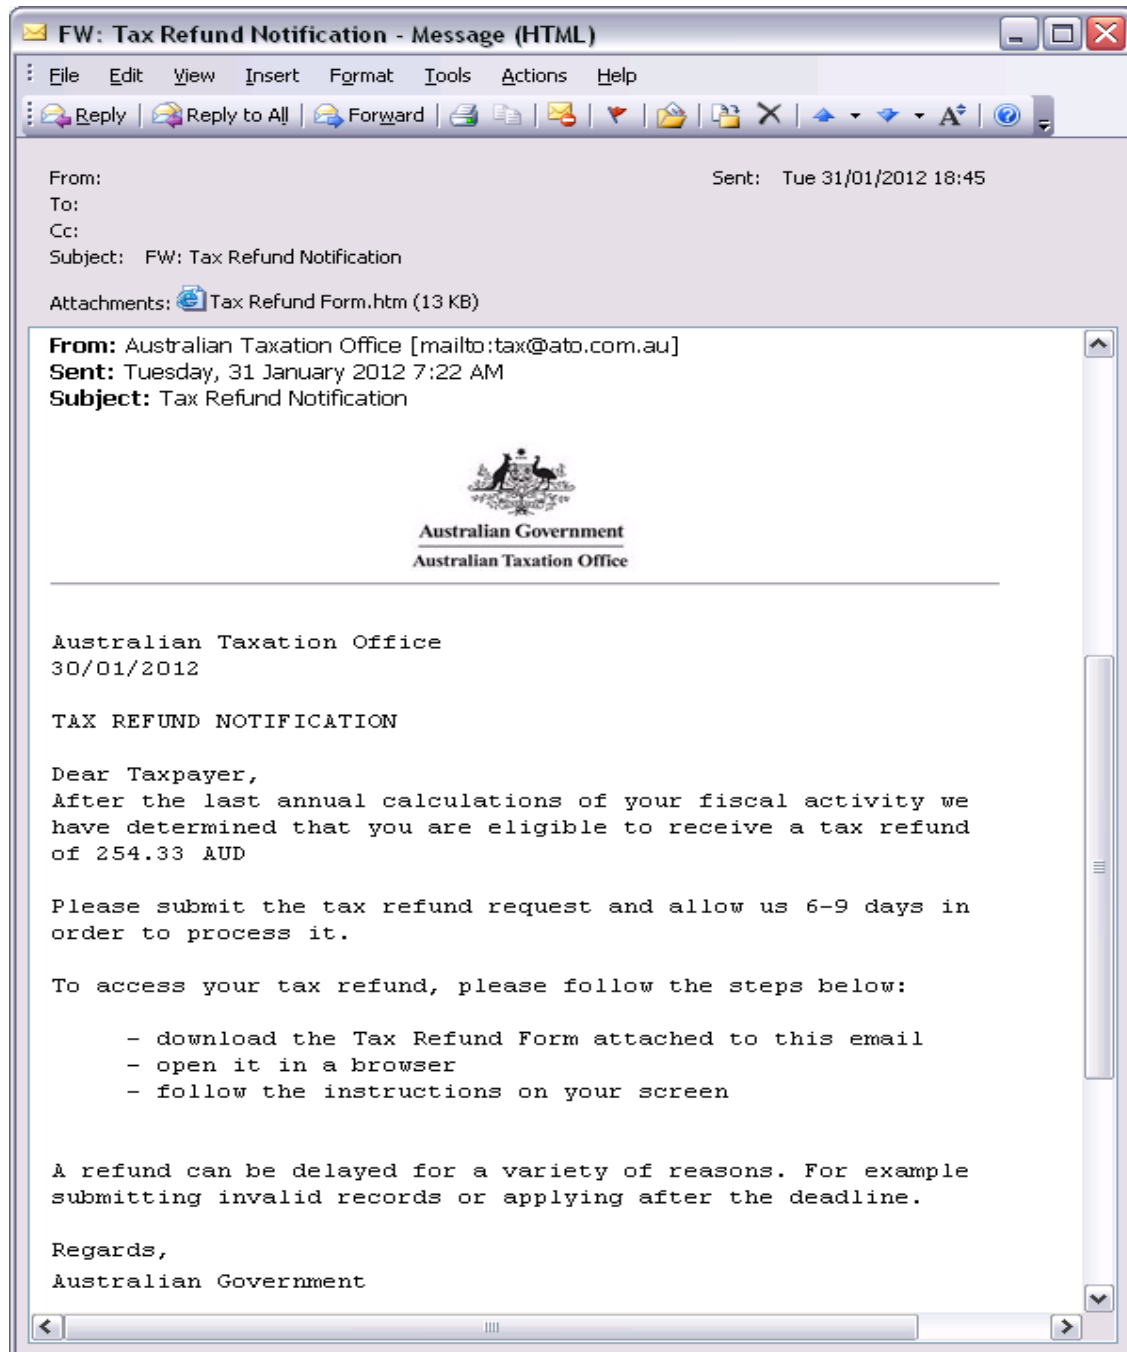 FW: Tax Refund Notification - Message (HTML)
File Edit View Insert Format Tools Actions Help
Reply Reply to All Forward
From: Sent: Tue 31/01/2012 18:45
To:
Cc:
Subject: FW: Tax Refund Notification
Attachments: Tax Refund Form.htm (13 KB)
From: Australian Taxation Office [mailto:tax@ato.com.au]
Sent: Tuesday, 31 January 2012 7:22 AM
Subject: Tax Refund Notification
Australian Government
Australian Taxation Office
Australian Taxation Office
30/01/2012
TAX REFUND NOTIFICATION
Dear Taxpayer,
After the last annual calculations of your fiscal activity we
have determined that you are eligible to receive a tax refund
of 254.33 AUD
Please submit the tax refund request and allow us 6-9 days in
order to process it.
To access your tax refund, please follow the steps below:
- download the Tax Refund Form attached to this email
- open it in a browser
- follow the instructions on your screen
A refund can be delayed for a variety of reasons. For example
submitting invalid records or applying after the deadline.
Regards,
Australian Government